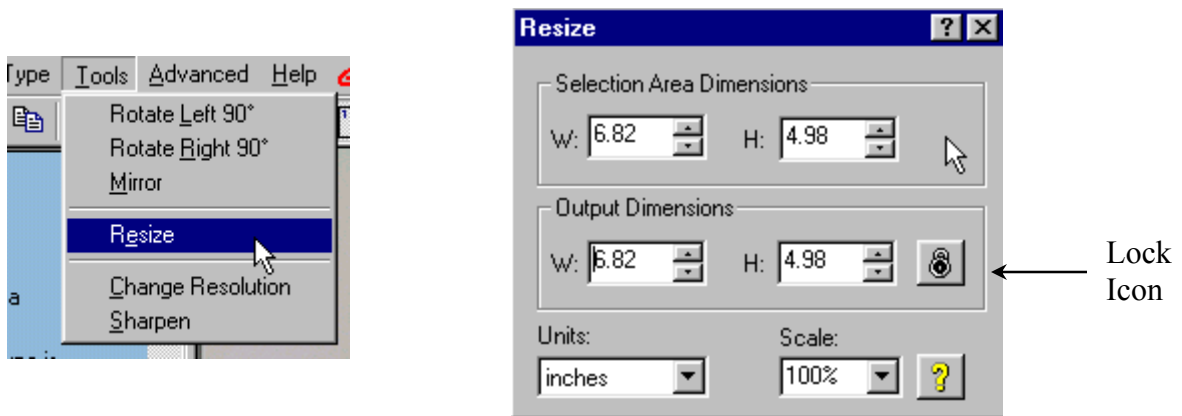 Type Tools Advanced Help
Rotate Left 90°
Rotate Right 90°
Mirror
Resize
Change Resolution
Sharpen
a
Resize
Selection Area Dimensions
W: 6.82 H: 4.98
Output Dimensions
W: 6.82 H: 4.98
Units: Scale:
inches 100%
Lock
Icon